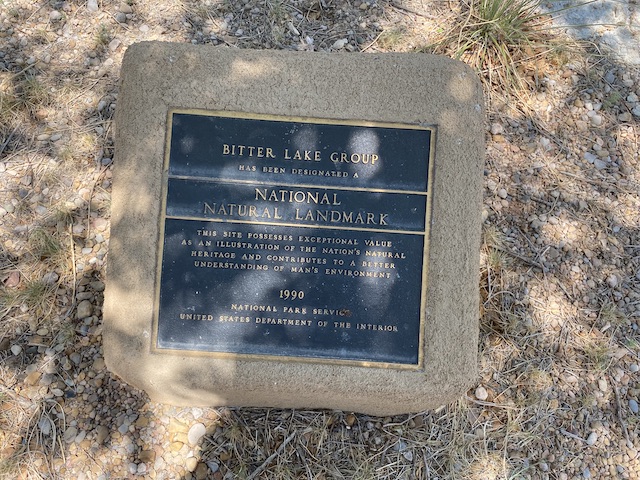 BITTER LAKE GROUP
HAS BEEN DESIGNATED A
NATIONAL
NATURAL LANDMARK
THIS SITE POSSESSES EXCEPTIONAL VALUE
AS AN ILLUSTRATION OF THE NATION'S NATURAL
HERITAGE AND CONTRIBUTES TO A BETTER
UNDERSTANDING OF MAN'S ENVIRONMENT
1990
NATIONAL PARK SERVICE
UNITED STATES DEPARTMENT OF THE INTERIOR